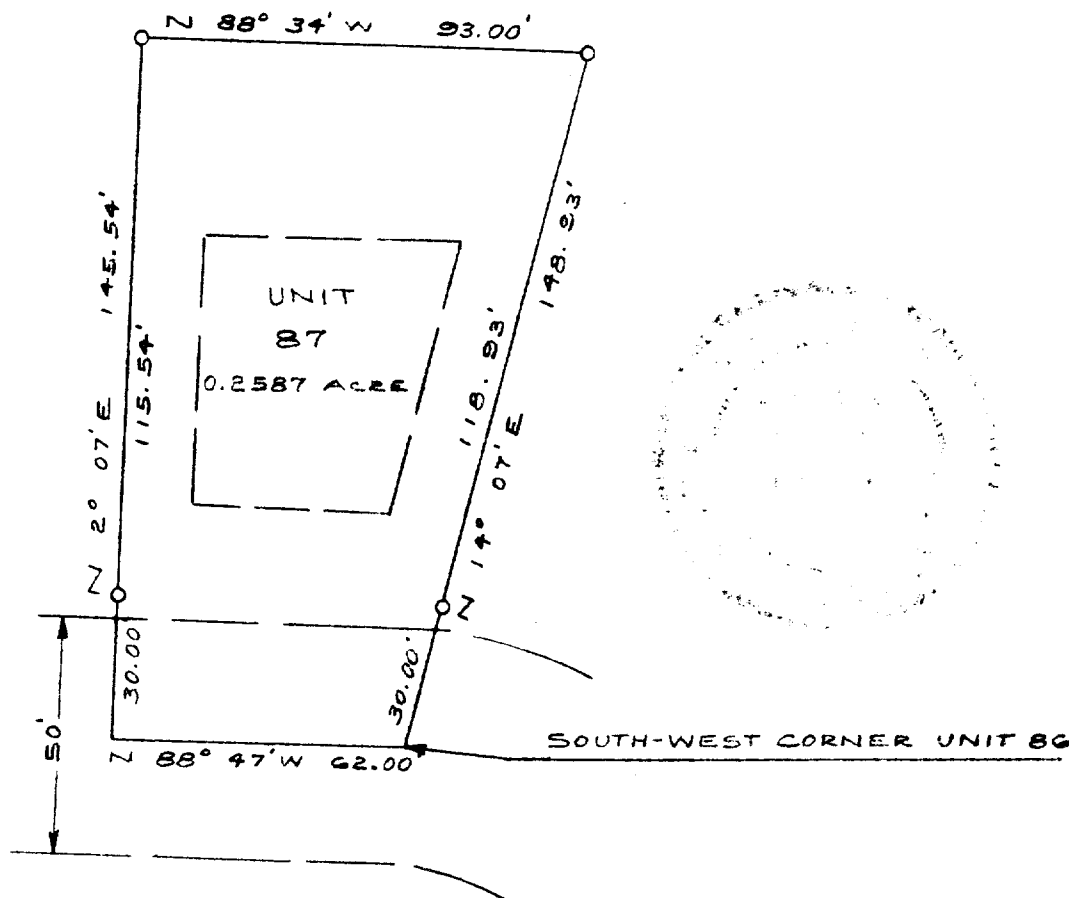 N 88° 34' W 93.00'
N 2° 07' E 145.54'
115.54'
UNIT
87
0.2587 ACRE
118.93'
N 14° 07' E 148.93'
30.00'
30.00'
50'
N 88° 47' W 62.00'
SOUTH-WEST CORNER UNIT 86